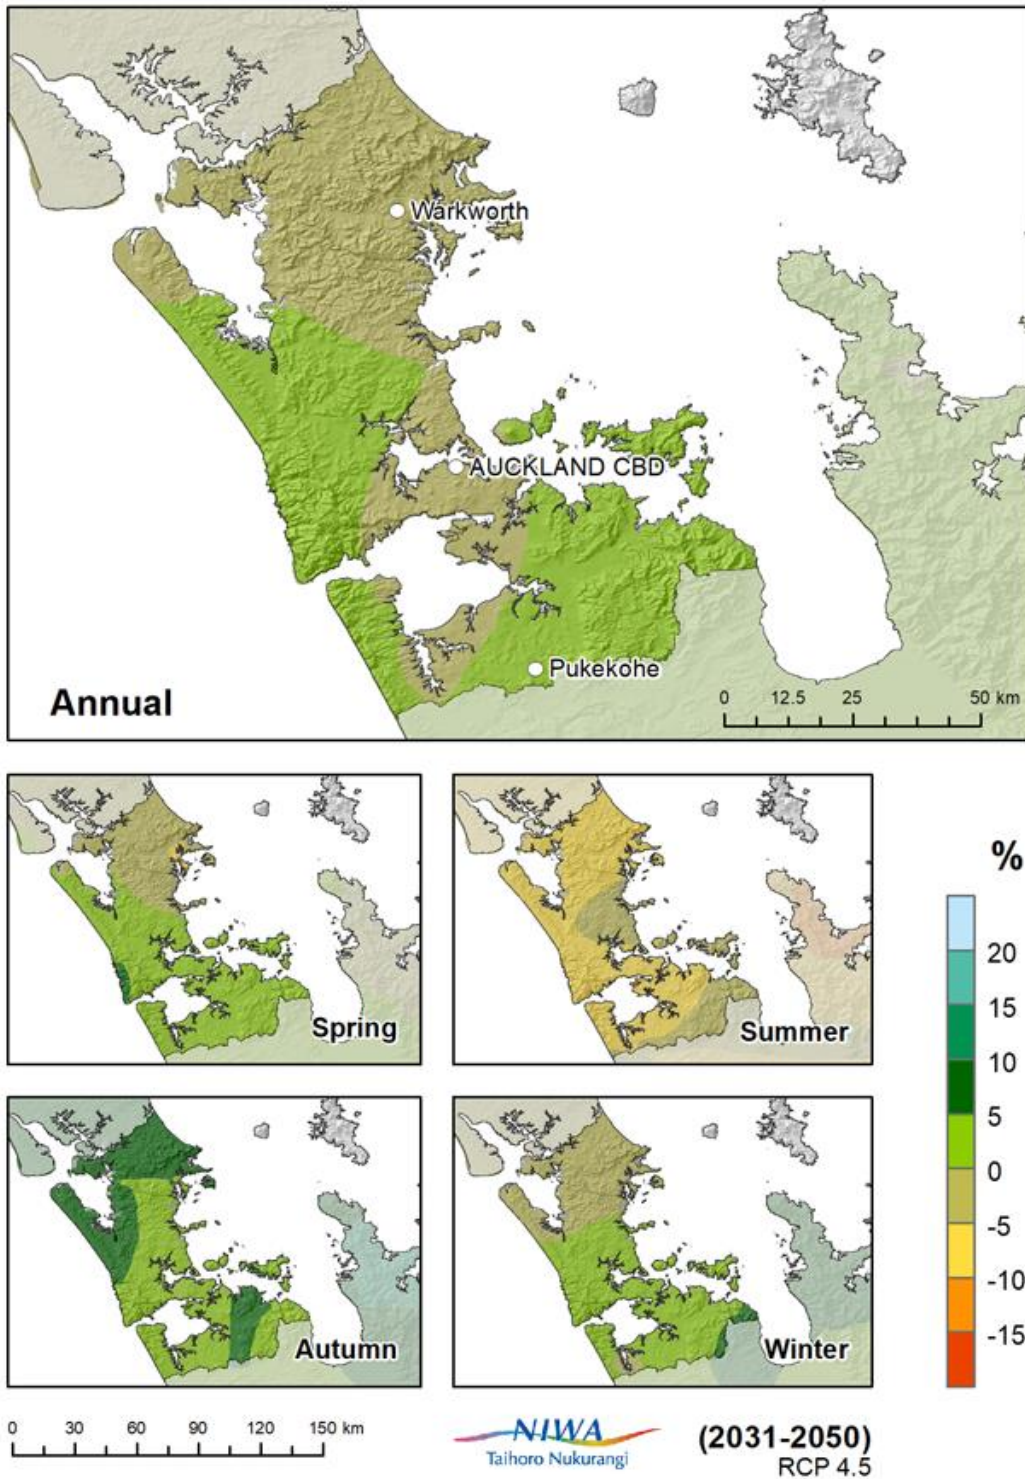 Warkworth
AUCKLAND CBD
Pukekohe
Annual
0 12.5 25 50 km
Spring
Summer
Autumn
Winter
%
20
15
10
5
0
-5
-10
-15
0 30 60 90 120 150 km
NIWA
Taihoro Nukurangi
(2031-2050)
RCP 4.5